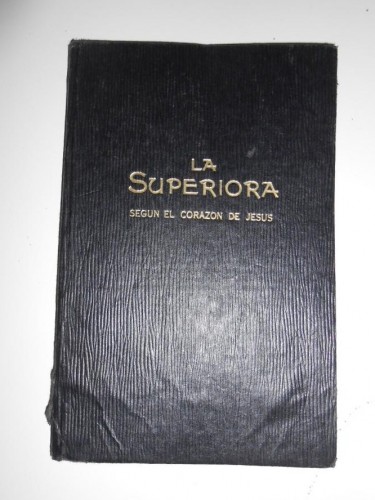 LA
SUPERIORA
SEGUN EL CORAZON DE JESUS